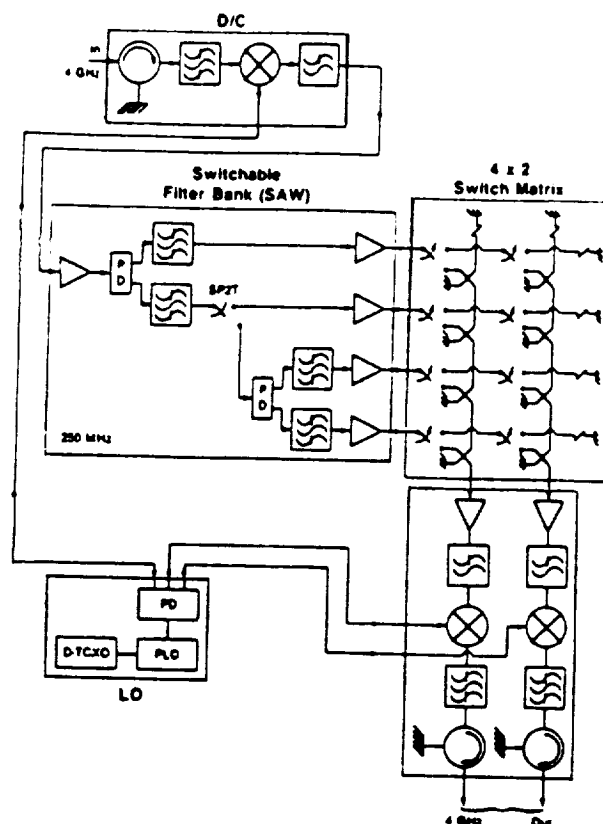 D/C
In
4 GHz
Switchable
Filter Bank (SAW)
4 x 2
Switch Matrix
P
D
SP2T
P
D
250 MHz
PD
D-TCXO
PLO
LO
4 GHz
Out